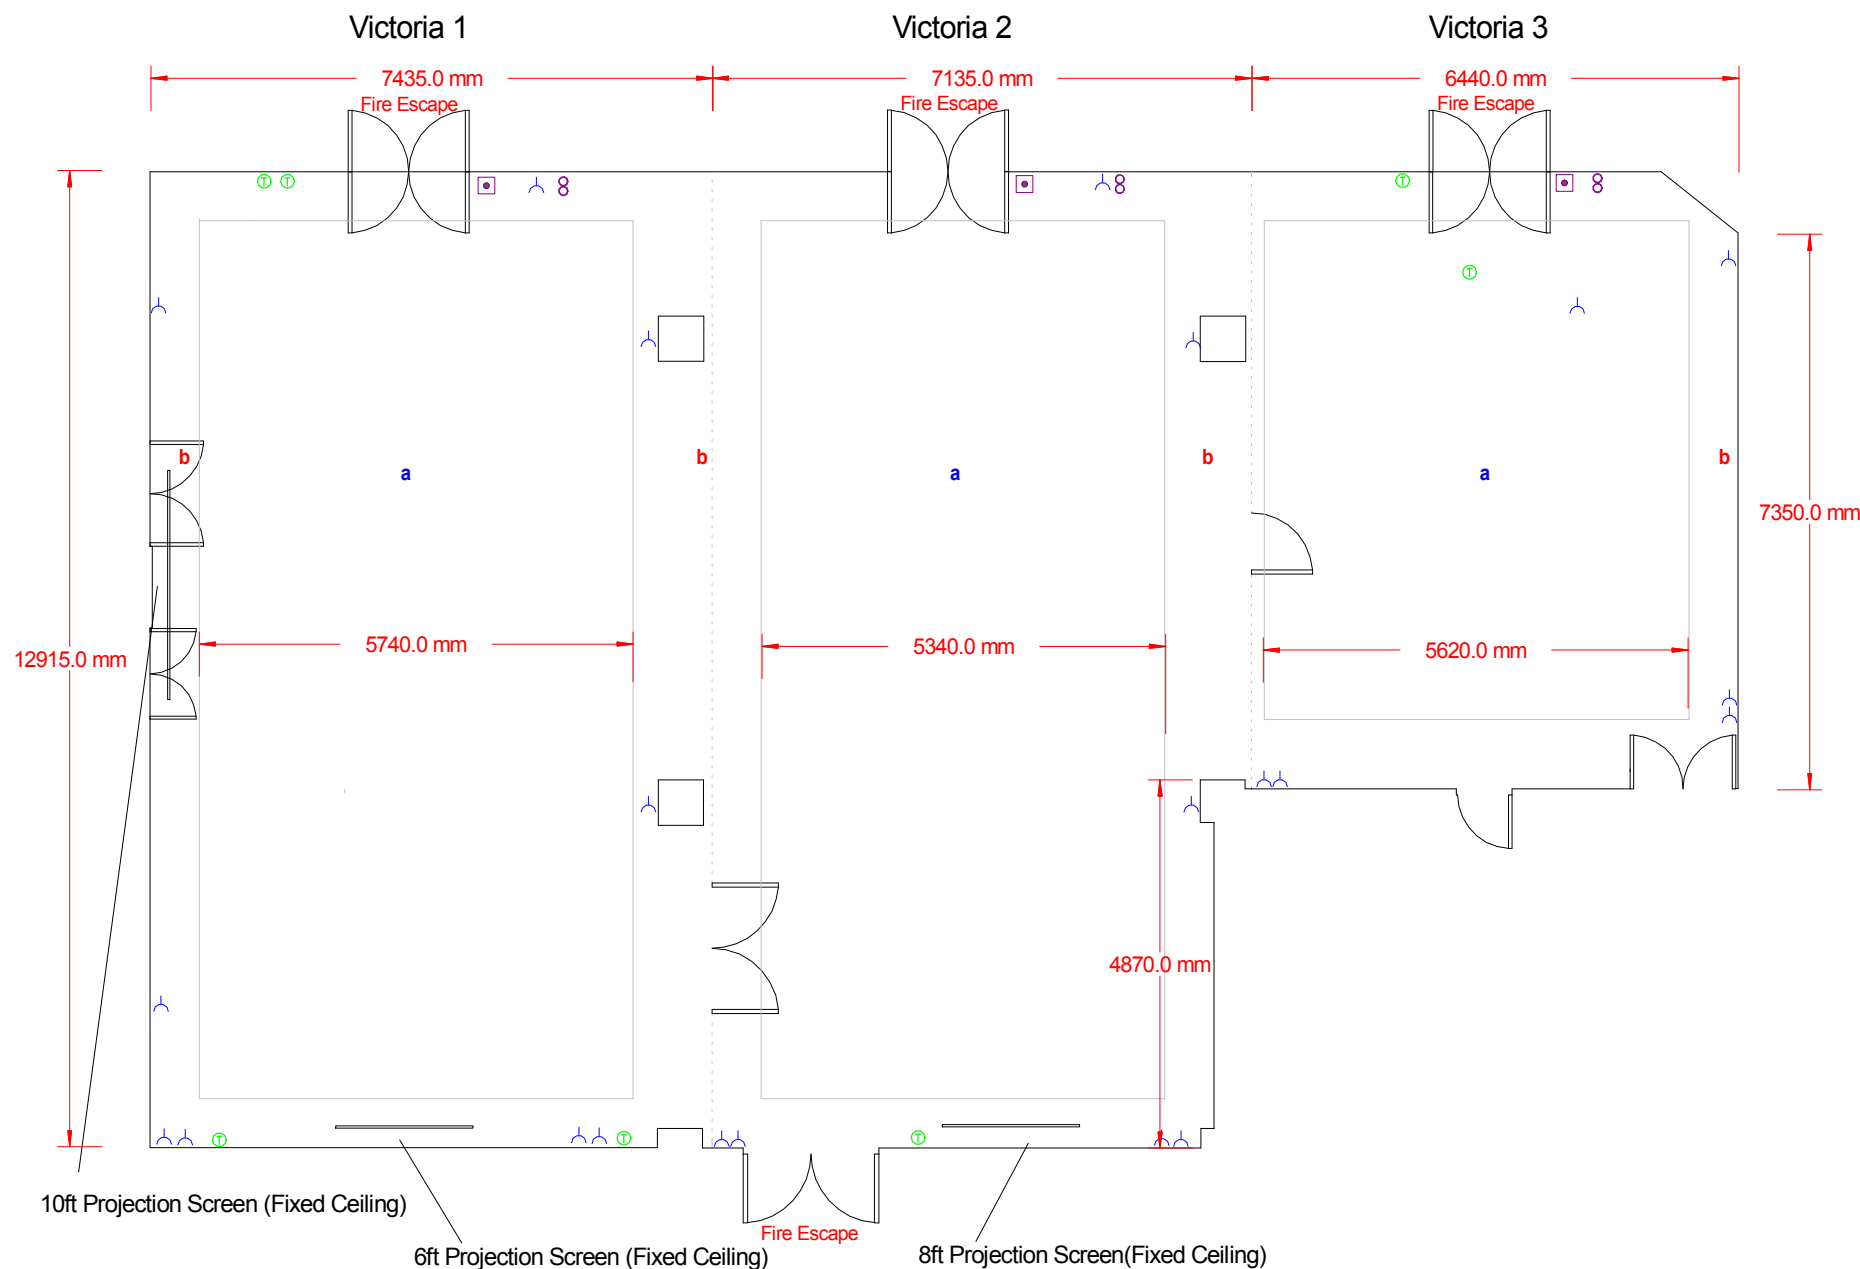 Victoria 1
Victoria 2
Victoria 3
7435.0 mm
7135.0 mm
6440.0 mm
Fire Escape
Fire Escape
Fire Escape
T
T
T
T
b
a
b
a
b
a
b
7350.0 mm
12915.0 mm
5740.0 mm
5340.0 mm
5620.0 mm
4870.0 mm
T
T
T
10ft Projection Screen (Fixed Ceiling)
6ft Projection Screen (Fixed Ceiling)
Fire Escape
8ft Projection Screen(Fixed Ceiling)